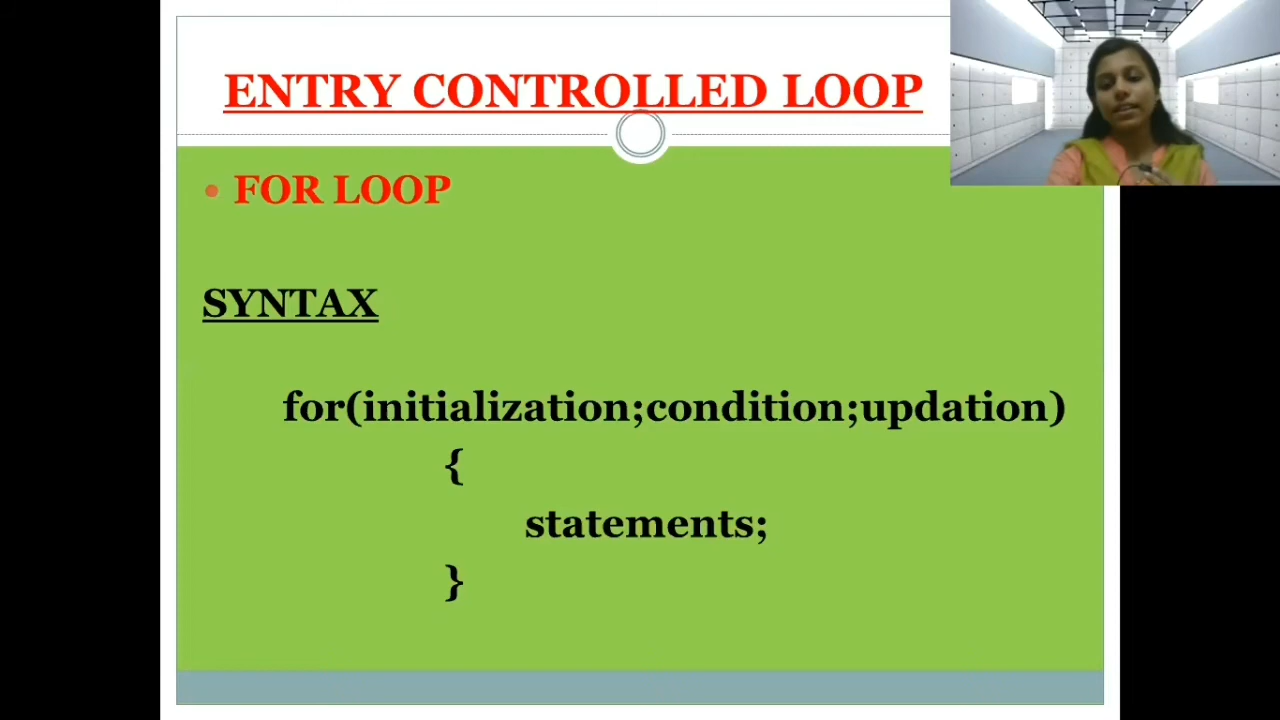 ENTRY CONTROLLED LOOP
• FOR LOOP
SYNTAX
for(initialization;condition;updation)
{
statements;
}